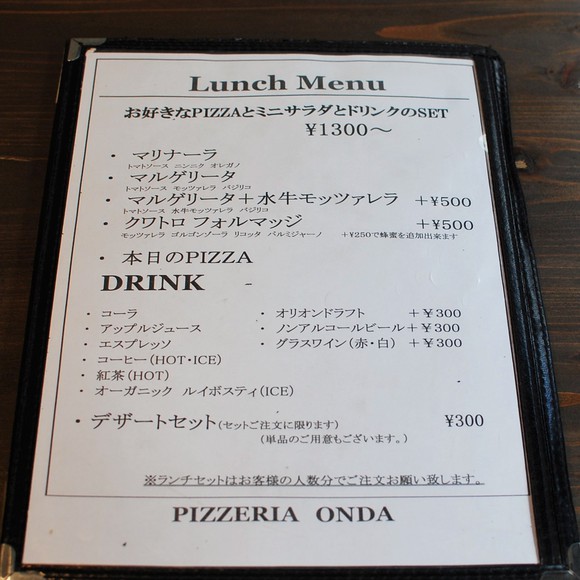 Lunch Menu
お好きなPIZZAとミニサラダとドリンクのSET
¥1300～
・ マリナーラ
トマトソース ニンニク オレガノ
・ マルゲリータ
トマトソース モッツァレラ バジリコ
・ マルゲリータ＋水牛モッツァレラ ＋¥500
トマトソース 水牛モッツァレラ バジリコ
・ クワトロ フォルマッジ ＋¥500
モッツァレラ ゴルゴンゾーラ リコッタ パルミジャーノ ＋¥250で蜂蜜を追加出来ます
・ 本日のPIZZA
DRINK
・ コーラ ・ オリオンドラフト ＋¥300
・ アップルジュース ・ ノンアルコールビール＋¥300
・ エスプレッソ ・ グラスワイン（赤・白） ＋¥300
・ コーヒー（HOT・ICE）
・ 紅茶（HOT）
・ オーガニック ルイボスティ（ICE）
・ デザートセット（セットご注文に限ります） ¥300
（単品のご用意もございます。）
※ランチセットはお客様の人数分でご注文お願い致します。
PIZZERIA ONDA